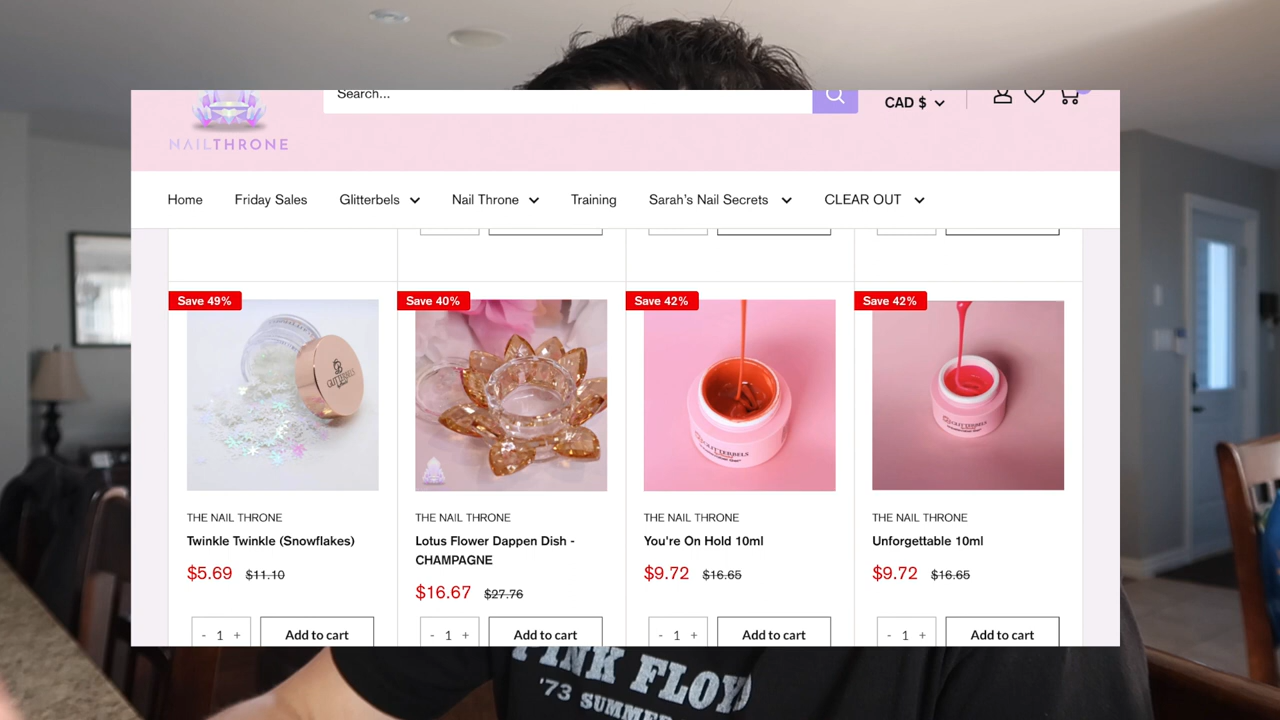 Search...
CAD $
NAILTHRONE
Home Friday Sales Glitterbels Nail Throne Training Sarah's Nail Secrets CLEAR OUT
Save 49% Save 40% Save 42% Save 42%
GLITTERBELS
GLITTERBELS
GLITTERBELS
THE NAIL THRONE THE NAIL THRONE THE NAIL THRONE THE NAIL THRONE
Twinkle Twinkle (Snowflakes) Lotus Flower Dappen Dish - You're On Hold 10ml Unforgettable 10ml
CHAMPAGNE
$5.69 $11.10 $9.72 $16.65 $9.72 $16.65
$16.67 $27.76
- 1 + Add to cart - 1 + Add to cart - 1 + Add to cart - 1 + Add to cart
PINK FLOYD
'73 SUMMER